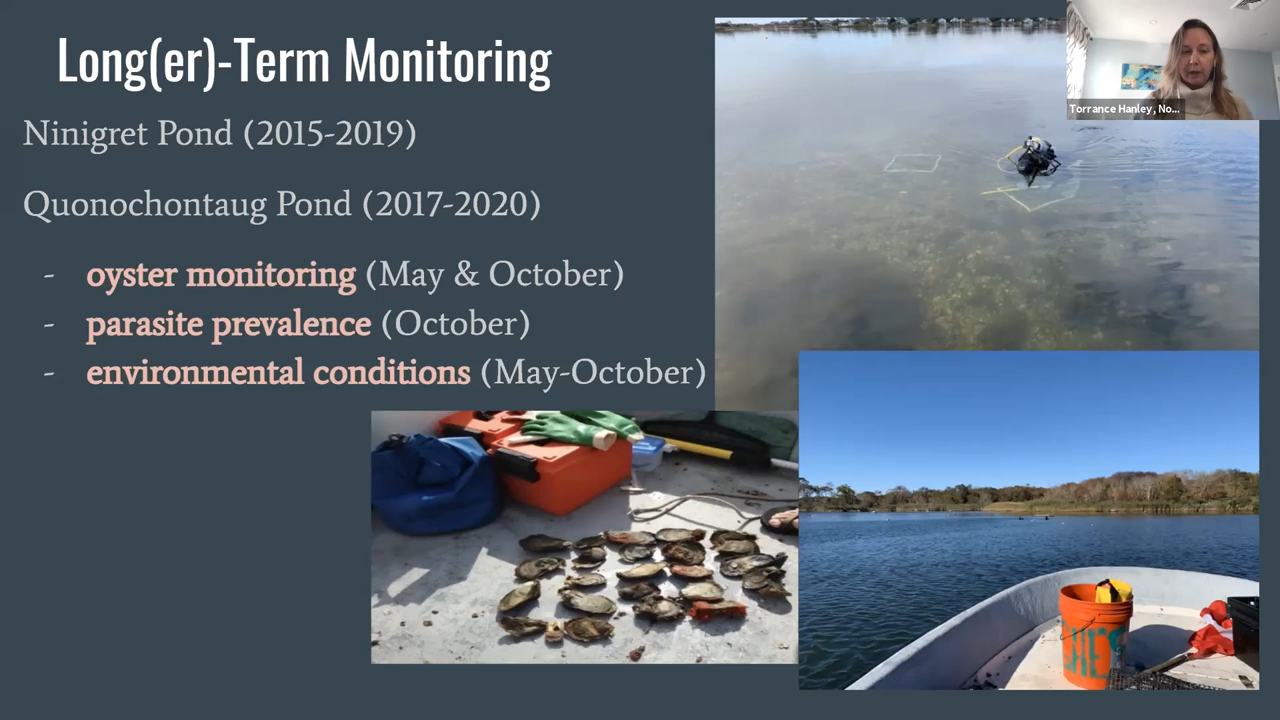 Long(er)-Term Monitoring
Ninigret Pond (2015-2019)
Quonochontaug Pond (2017-2020)
- oyster monitoring (May & October)
- parasite prevalence (October)
- environmental conditions (May-October)
Torrance Hanley, No...